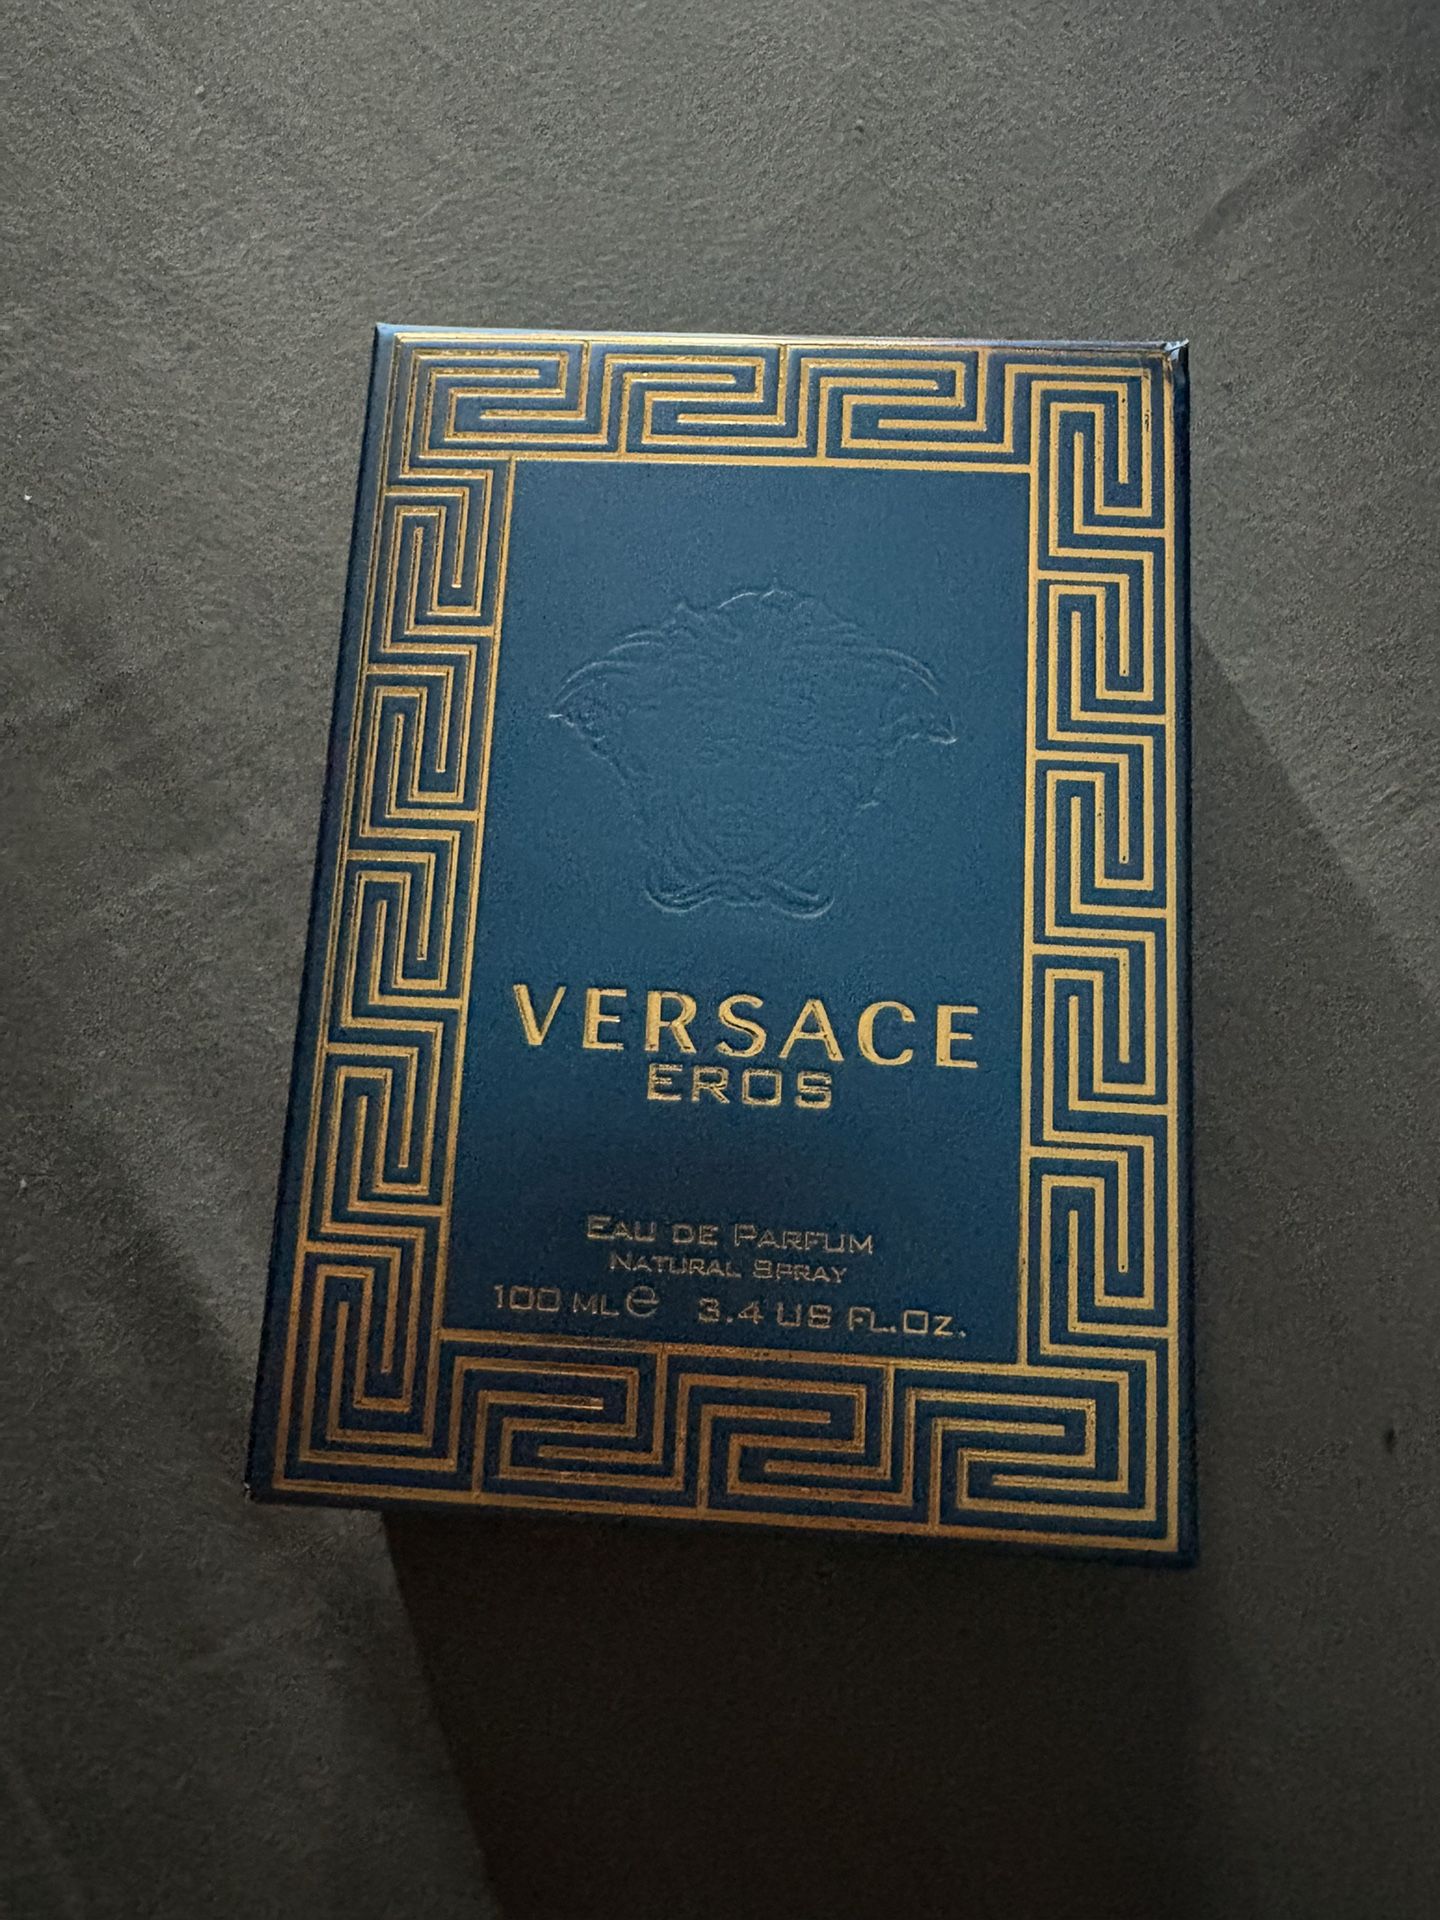 VERSACE
EROS
EAU DE PARFUM
NATURAL SPRAY
100 ML ℮ 3.4 US FL.OZ.